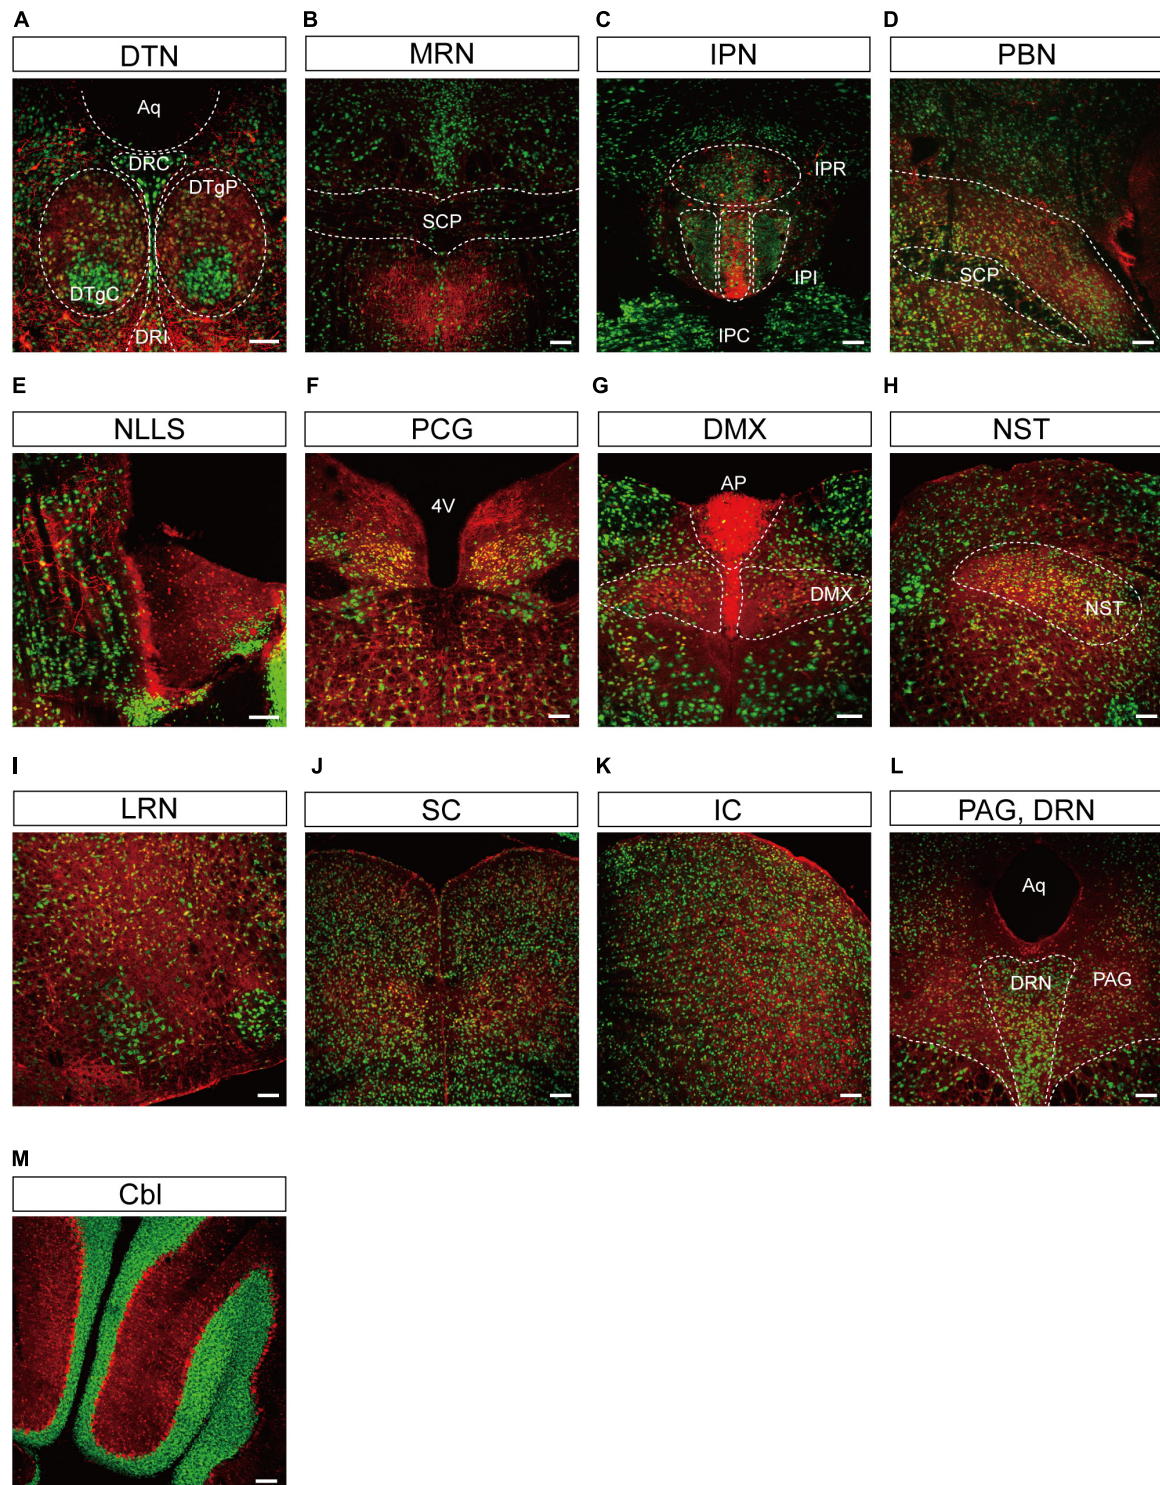 A
DTN
Aq
DRC
DTgP
DTgC
DRI
B
MRN
SCP
C
IPN
IPR
IPI
IPC
D
PBN
SCP
E
NLLS
F
PCG
4V
G
DMX
AP
DMX
H
NST
NST
I
LRN
J
SC
K
IC
L
PAG, DRN
Aq
DRN
PAG
M
Cbl